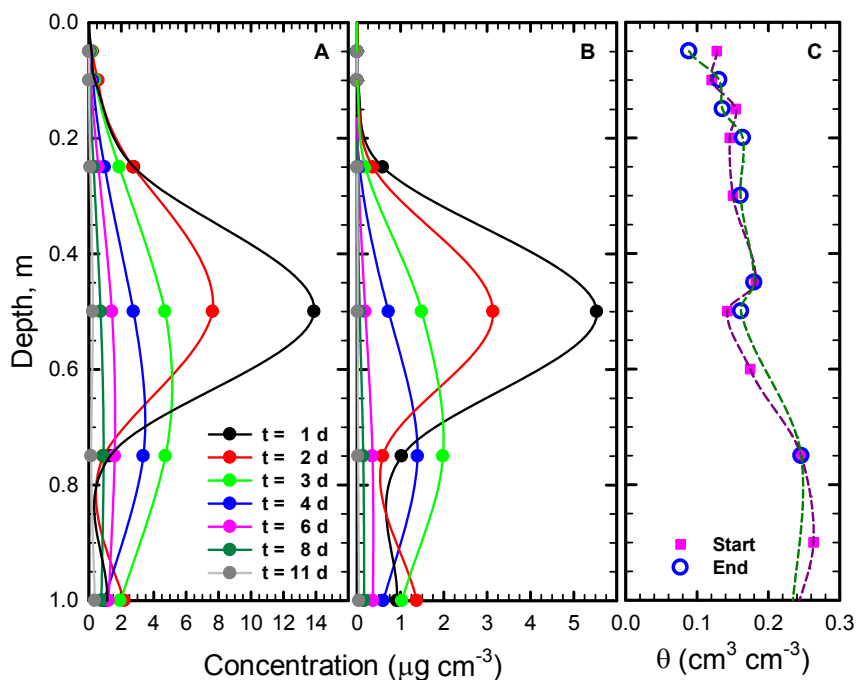 A
B
C
0.0
0.2
0.4
0.6
0.8
1.0
Depth, m
t = 1 d
t = 2 d
t = 3 d
t = 4 d
t = 6 d
t = 8 d
t = 11 d
Start
End
0 2 4 6 8 10 12 14
0 1 2 3 4 5 6
0.0 0.1 0.2 0.3
Concentration (μg cm⁻³)
θ (cm³ cm⁻³)